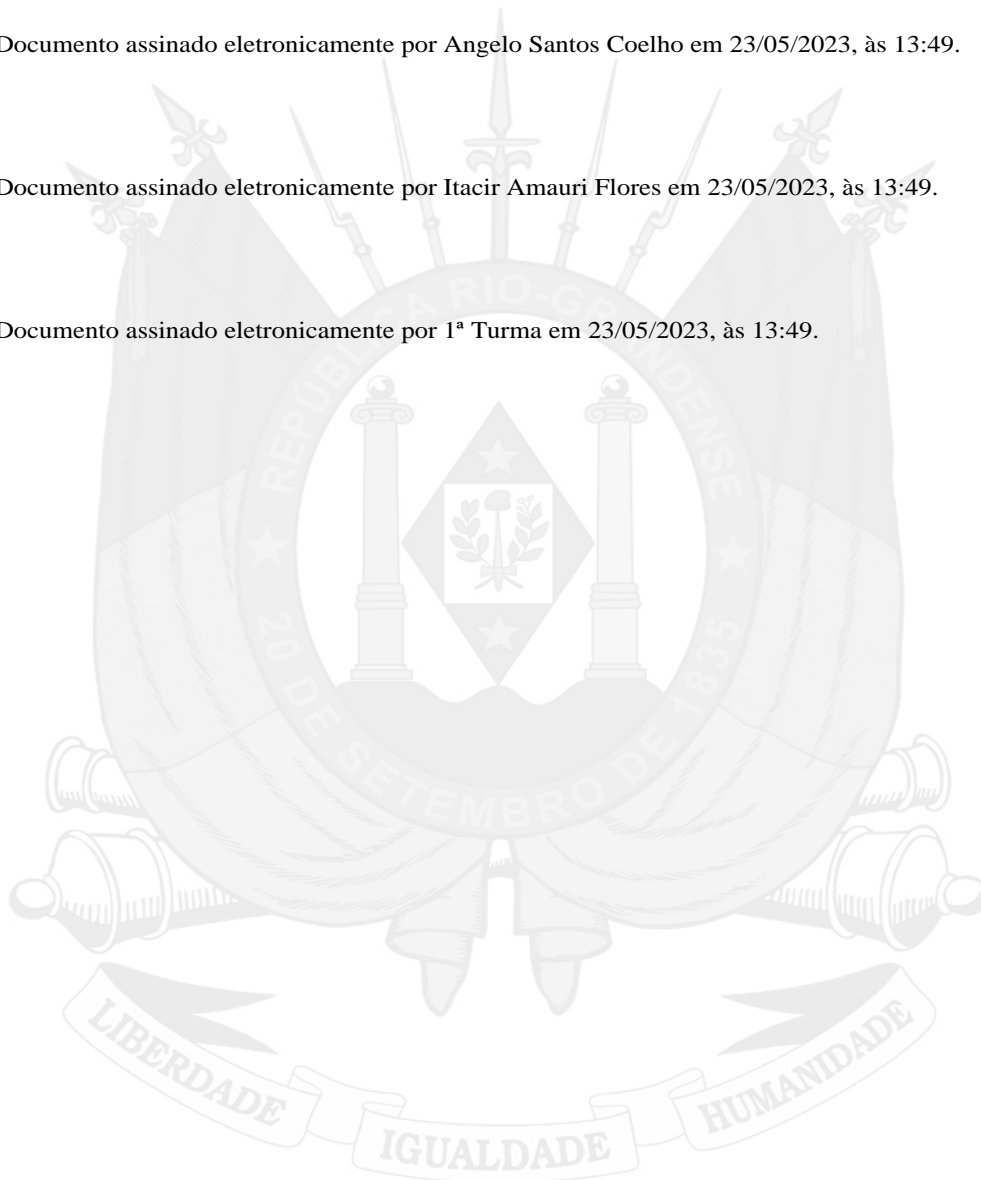 Documento assinado eletronicamente por Angelo Santos Coelho em 23/05/2023, às 13:49.
Documento assinado eletronicamente por Itacir Amauri Flores em 23/05/2023, às 13:49.
Documento assinado eletronicamente por 1ª Turma em 23/05/2023, às 13:49.
REPÚBLICA RIO-GRANDENSE
20 DE SETEMBRO DE 1835
LIBERDADE
IGUALDADE
HUMANIDADE